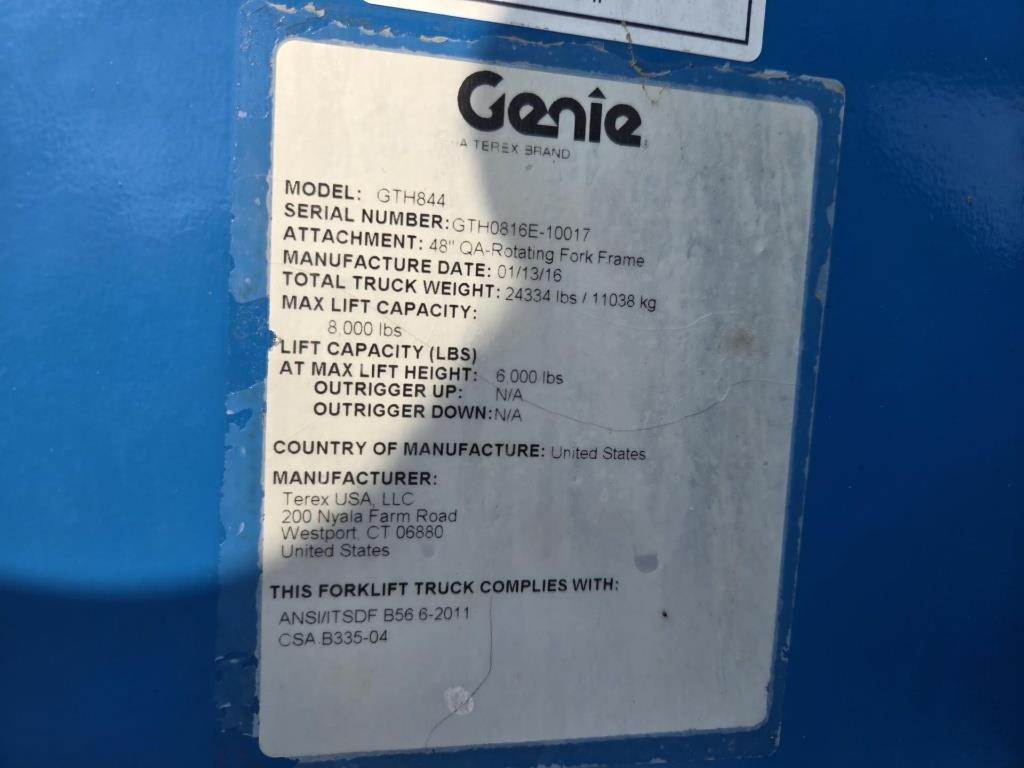 Genie
A TEREX BRAND
MODEL: GTH844
SERIAL NUMBER: GTH0816E-10017
ATTACHMENT: 48" QA-Rotating Fork Frame
MANUFACTURE DATE: 01/13/16
TOTAL TRUCK WEIGHT: 24334 lbs / 11038 kg
MAX LIFT CAPACITY:
8,000 lbs
LIFT CAPACITY (LBS)
AT MAX LIFT HEIGHT: 6,000 lbs
OUTRIGGER UP: N/A
OUTRIGGER DOWN: N/A
COUNTRY OF MANUFACTURE: United States
MANUFACTURER:
Terex USA, LLC
200 Nyala Farm Road
Westport, CT 06880
United States
THIS FORKLIFT TRUCK COMPLIES WITH:
ANSI/ITSDF B56.6-2011
CSA.B335-04